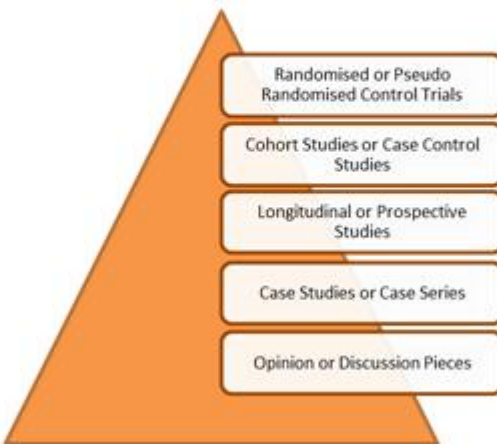 Randomised or Pseudo
Randomised Control Trials
Cohort Studies or Case Control
Studies
Longitudinal or Prospective
Studies
Case Studies or Case Series
Opinion or Discussion Pieces